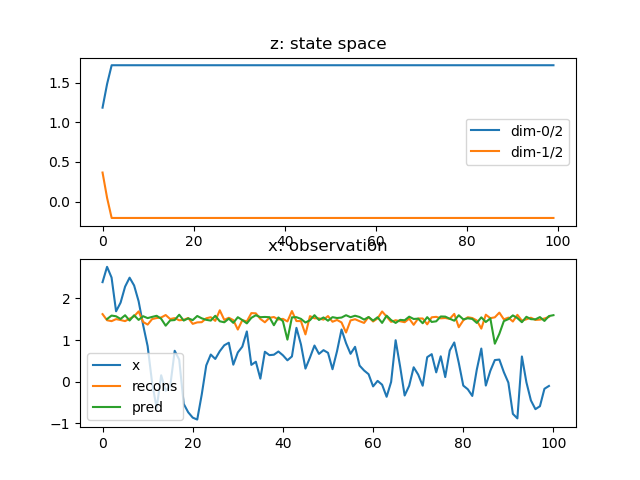 z: state space
1.5
1.0
0.5
0.0
dim-0/2
dim-1/2
0 20 40 60 80 100
x: observation
2
1
0
−1
x
recons
pred
0 20 40 60 80 100